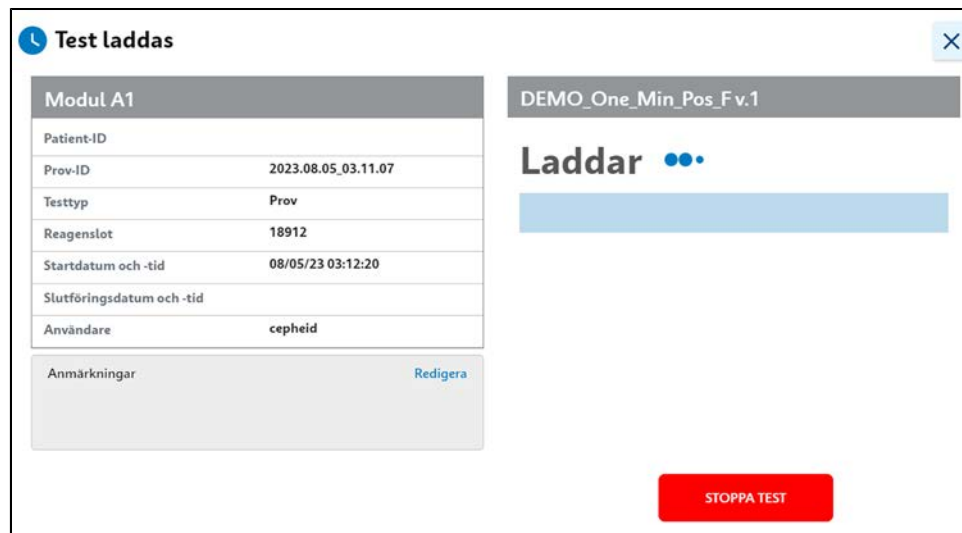 Test laddas
Modul A1
Patient-ID
Prov-ID 2023.08.05_03.11.07
Testtyp Prov
Reagenslot 18912
Startdatum och -tid 08/05/23 03:12:20
Slutföringsdatum och -tid
Användare cepheid
Anmärkningar Redigera
DEMO_One_Min_Pos_F v.1
Laddar
STOPPA TEST